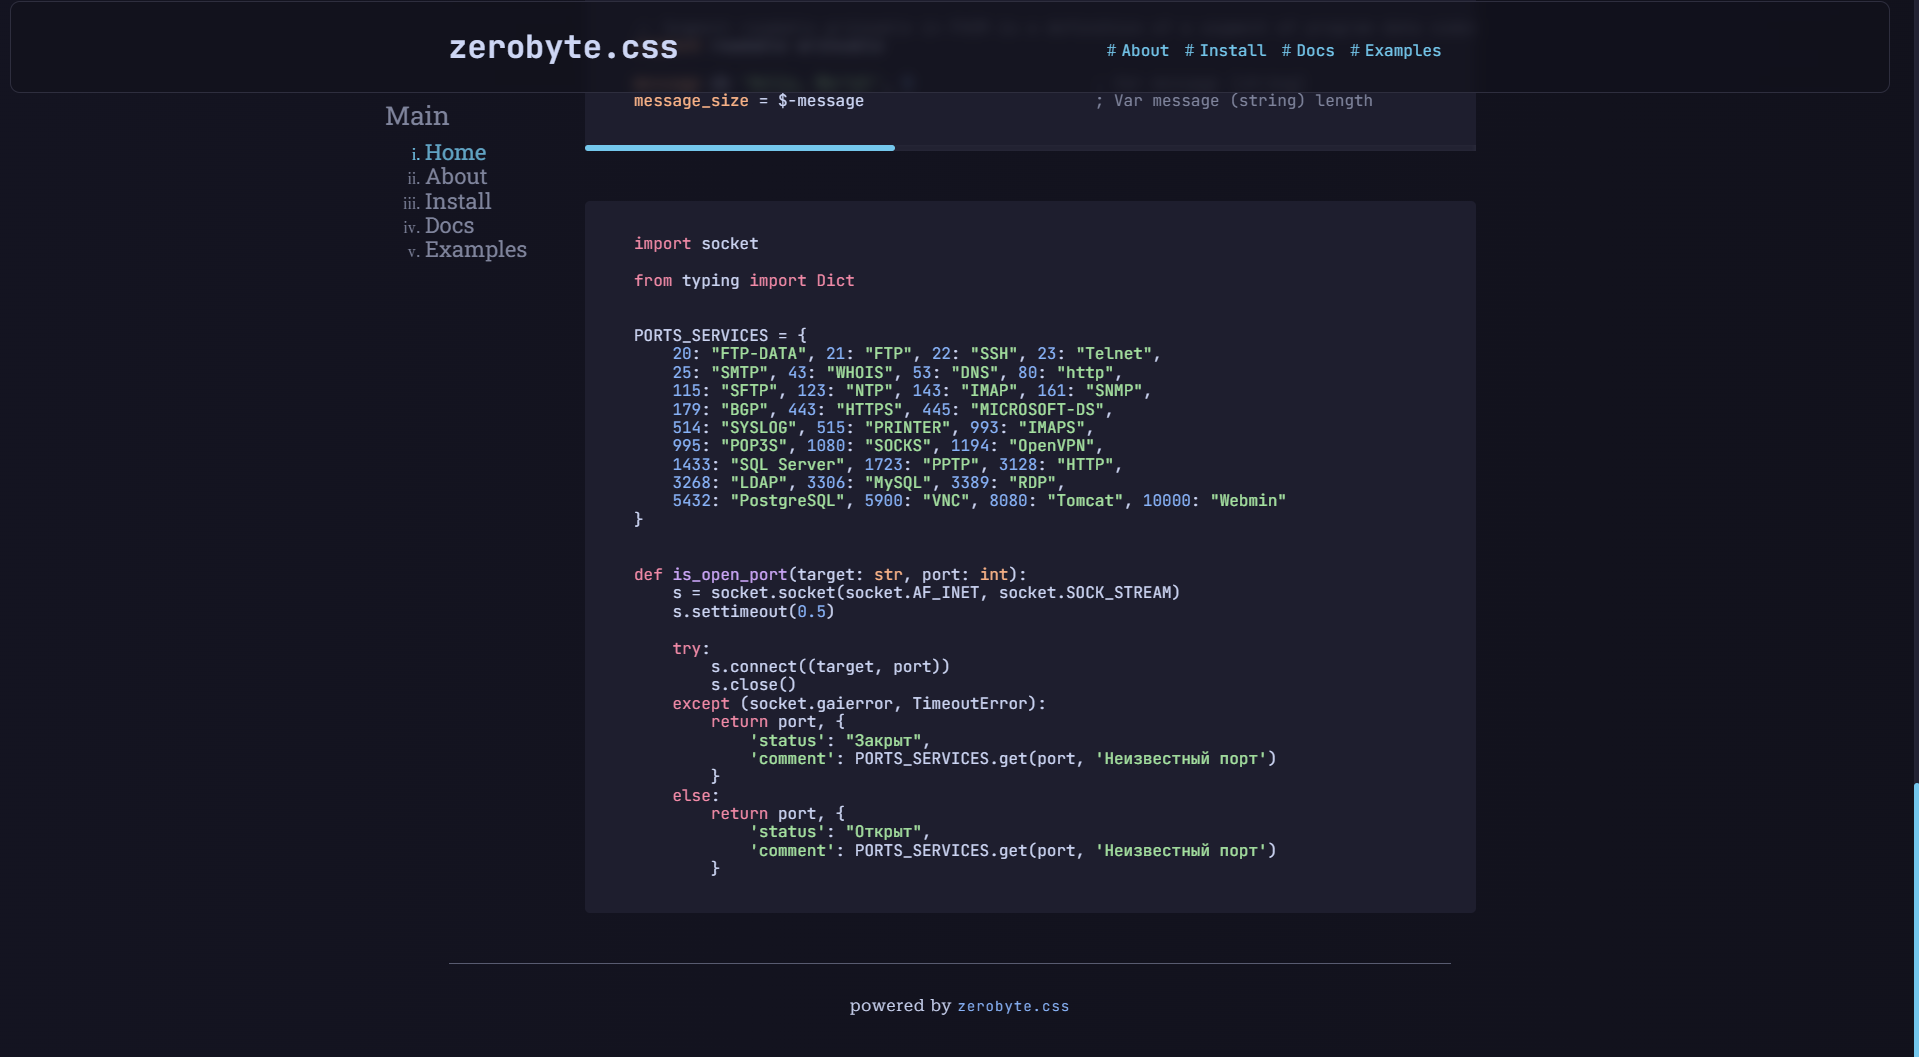 zerobyte.css
# About # Install # Docs # Examples
Main
i. Home
ii. About
iii. Install
iv. Docs
v. Examples
message_size = $-message ; Var message (string) length
import socket
from typing import Dict
PORTS_SERVICES = {
20: "FTP-DATA", 21: "FTP", 22: "SSH", 23: "Telnet",
25: "SMTP", 43: "WHOIS", 53: "DNS", 80: "http",
115: "SFTP", 123: "NTP", 143: "IMAP", 161: "SNMP",
179: "BGP", 443: "HTTPS", 445: "MICROSOFT-DS",
514: "SYSLOG", 515: "PRINTER", 993: "IMAPS",
995: "POP3S", 1080: "SOCKS", 1194: "OpenVPN",
1433: "SQL Server", 1723: "PPTP", 3128: "HTTP",
3268: "LDAP", 3306: "MySQL", 3389: "RDP",
5432: "PostgreSQL", 5900: "VNC", 8080: "Tomcat", 10000: "Webmin"
}
def is_open_port(target: str, port: int):
s = socket.socket(socket.AF_INET, socket.SOCK_STREAM)
s.settimeout(0.5)
try:
s.connect((target, port))
s.close()
except (socket.gaierror, TimeoutError):
return port, {
'status': "Закрыт",
'comment': PORTS_SERVICES.get(port, 'Неизвестный порт')
}
else:
return port, {
'status': "Открыт",
'comment': PORTS_SERVICES.get(port, 'Неизвестный порт')
}
powered by zerobyte.css